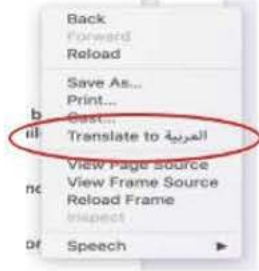 Back
Forward
Reload
Save As...
Print...
Cast...
Translate to العربية
View Page Source
View Frame Source
Reload Frame
Inspect
Speech